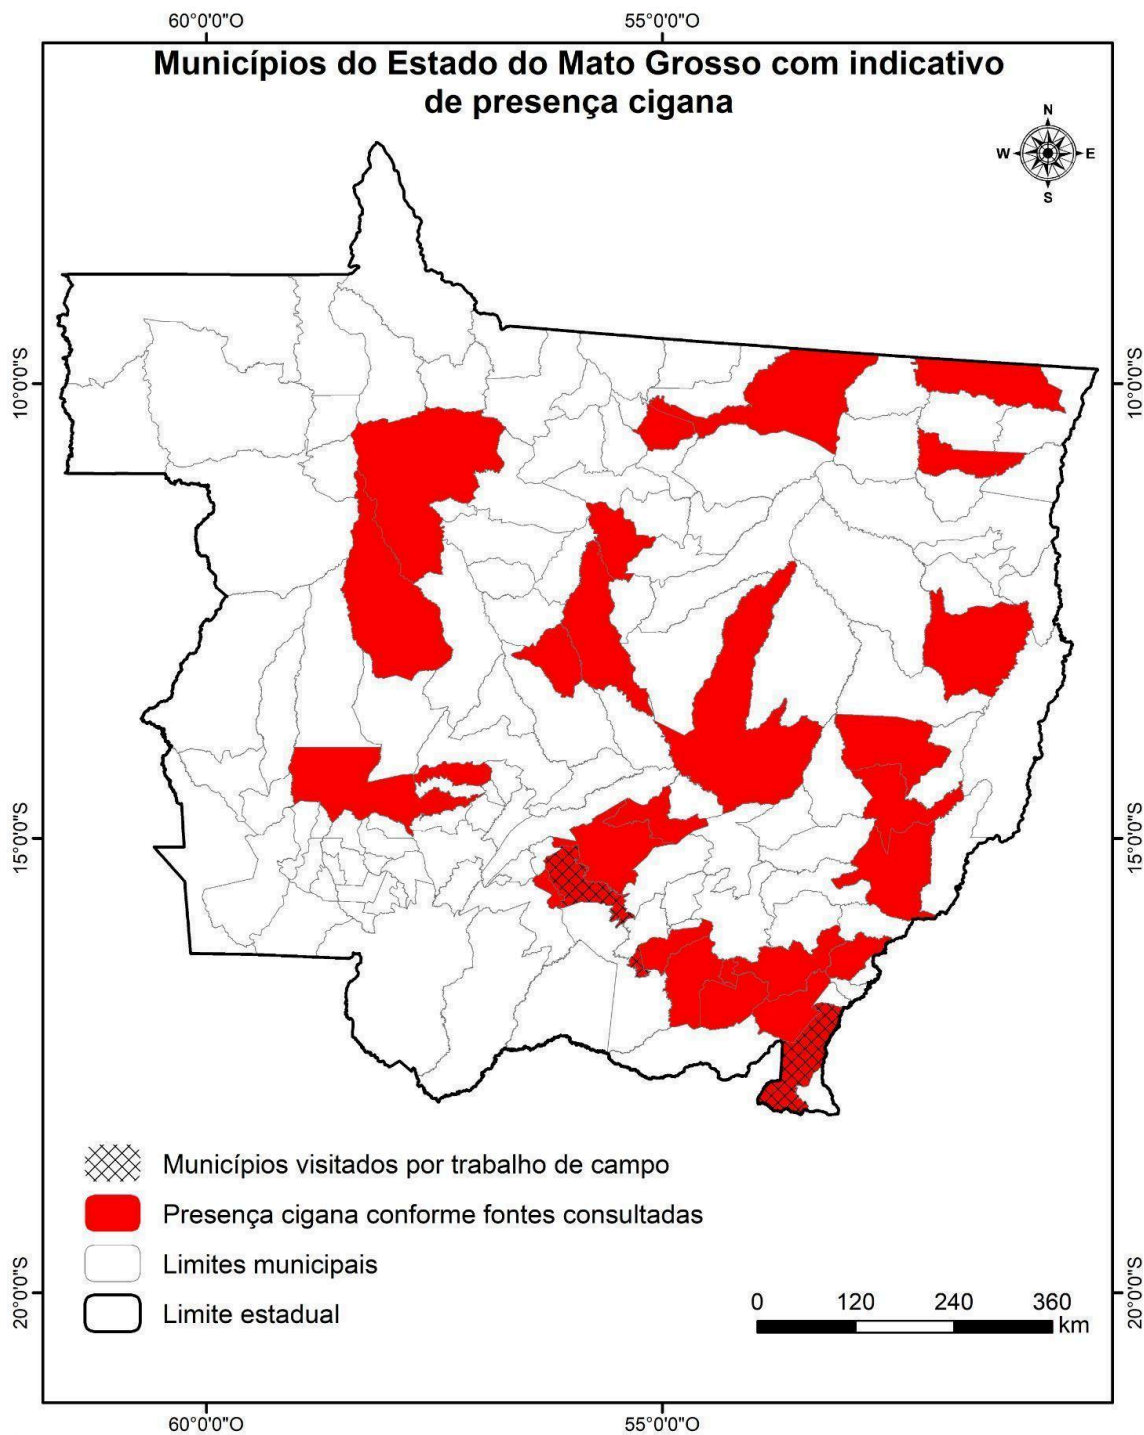 60°0'0"O 55°0'0"O
Municípios do Estado do Mato Grosso com indicativo
de presença cigana
N
W E
S
10°0'0"S 10°0'0"S
15°0'0"S 15°0'0"S
Municípios visitados por trabalho de campo
Presença cigana conforme fontes consultadas
Limites municipais
Limite estadual
20°0'0"S 20°0'0"S
0 120 240 360
km
60°0'0"O 55°0'0"O